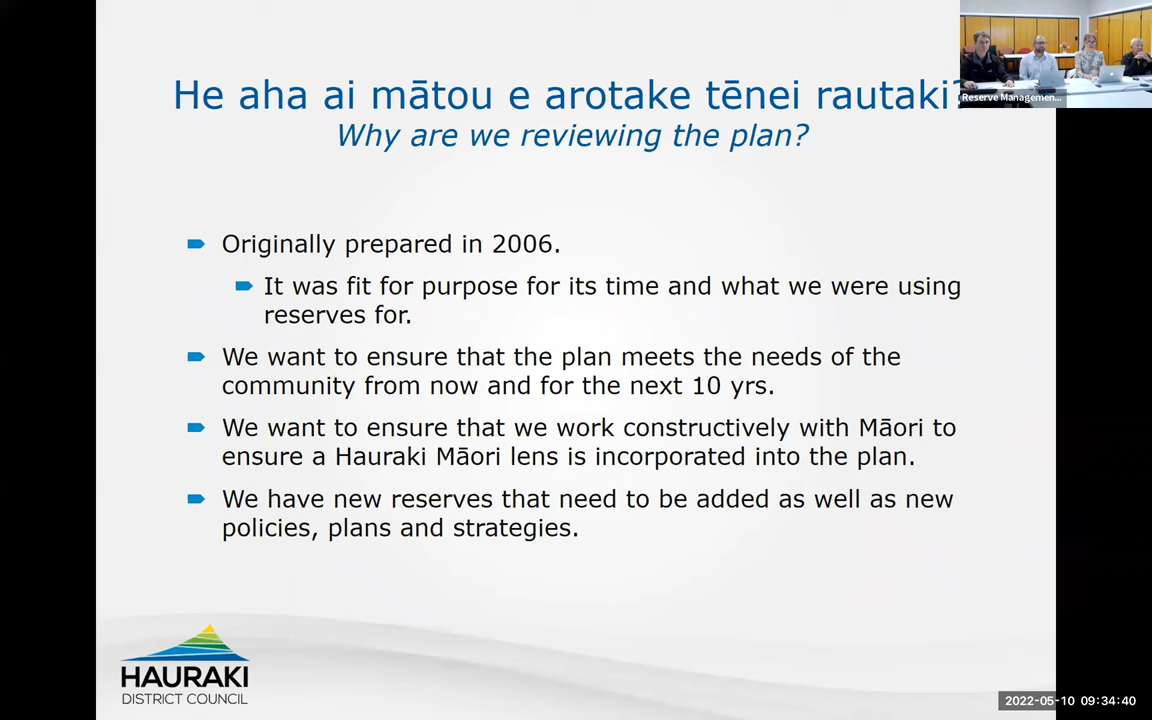 He aha ai mātou e arotake tēnei rautaki?
Why are we reviewing the plan?
Reserve Managemen...
Originally prepared in 2006.
It was fit for purpose for its time and what we were using
reserves for.
We want to ensure that the plan meets the needs of the
community from now and for the next 10 yrs.
We want to ensure that we work constructively with Māori to
ensure a Hauraki Māori lens is incorporated into the plan.
We have new reserves that need to be added as well as new
policies, plans and strategies.
HAURAKI
DISTRICT COUNCIL
2022-05-10 09:34:40